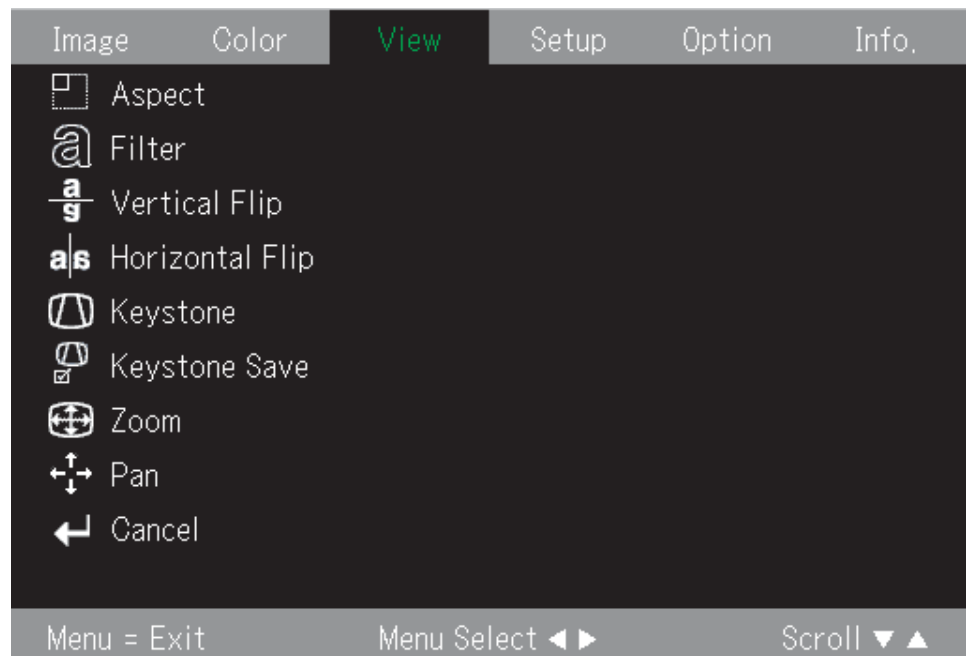 Image Color View Setup Option Info.
Aspect
Filter
Vertical Flip
Horizontal Flip
Keystone
Keystone Save
Zoom
Pan
Cancel
Menu = Exit Menu Select ◀ ▶ Scroll ▼ ▲